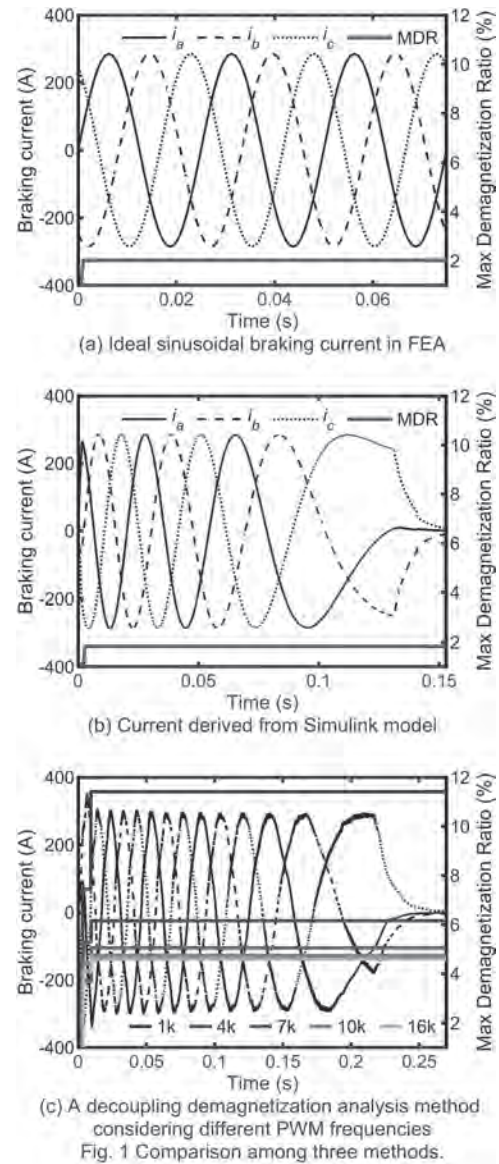 400
200
0
-200
-400
Braking current (A)
i_a i_b i_c MDR
12
10
8
6
4
2
Max Demagnetization Ratio (%)
0 0.02 0.04 0.06
Time (s)
(a) Ideal sinusoidal braking current in FEA
400
200
0
-200
-400
Braking current (A)
i_a i_b i_c MDR
12
10
8
6
4
2
Max Demagnetization Ratio (%)
0 0.05 0.1 0.15
Time (s)
(b) Current derived from Simulink model
400
200
0
-200
-400
Braking current (A)
12
10
8
6
4
2
Max Demagnetization Ratio (%)
1k 4k 7k 10k 16k
0 0.05 0.1 0.15 0.2 0.25
Time (s)
(c) A decoupling demagnetization analysis method
considering different PWM frequencies
Fig. 1 Comparison among three methods.